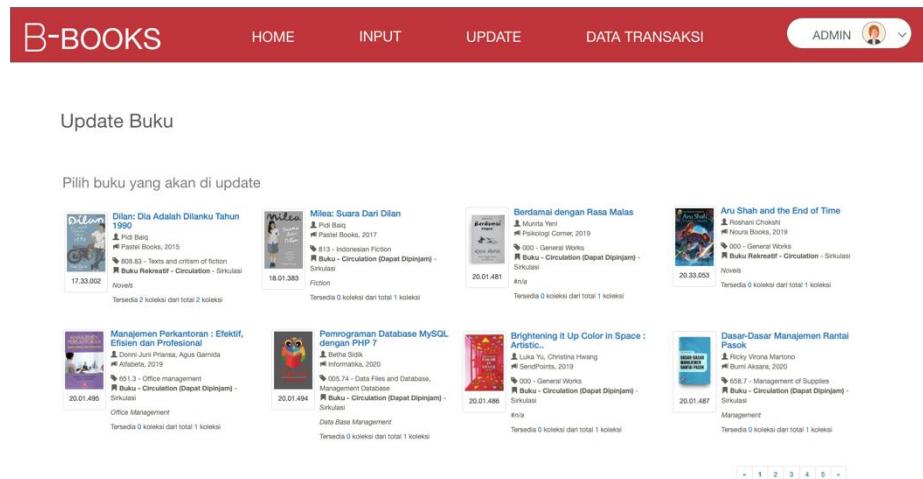 B-BOOKS HOME INPUT UPDATE DATA TRANSAKSI ADMIN
Update Buku
Pilih buku yang akan di update
Dilan
17.33.002
Dilan: Dia Adalah Dilanku Tahun
1990
Pidi Baiq
Pastel Books, 2015
808.83 - Texts and critism of fiction
Buku Rekreatif - Circulation - Sirkulasi
Novels
Tersedia 2 koleksi dari total 2 koleksi
Milea
18.01.383
Milea: Suara Dari Dilan
Pidi Baiq
Pastel Books, 2017
813 - Indonesian Fiction
Buku - Circulation (Dapat Dipinjam) -
Sirkulasi
Fiction
Tersedia 0 koleksi dari total 1 koleksi
Berdamai
20.01.481
Berdamai dengan Rasa Malas
Munita Yeni
Psikologi Corner, 2019
000 - General Works
Buku - Circulation (Dapat Dipinjam) -
Sirkulasi
#n/a
Tersedia 0 koleksi dari total 1 koleksi
Aru Shah
20.33.053
Aru Shah and the End of Time
Roshani Chokshi
Noura Books, 2019
000 - General Works
Buku Rekreatif - Circulation - Sirkulasi
Novels
Tersedia 0 koleksi dari total 1 koleksi
20.01.495
Manajemen Perkantoran : Efektif,
Efisien dan Profesional
Donni Juni Priansa, Agus Garnida
Alfabeta, 2019
651.3 - Office management
Buku - Circulation (Dapat Dipinjam) -
Sirkulasi
Office Management
Tersedia 0 koleksi dari total 1 koleksi
20.01.494
Pemrograman Database MySQL
dengan PHP 7
Betha Sidik
Informatika, 2020
005.74 - Data Files and Database,
Management Database
Buku - Circulation (Dapat Dipinjam) -
Sirkulasi
Data Base Management
Tersedia 0 koleksi dari total 1 koleksi
20.01.486
Brightening It Up Color in Space :
Artistic..
Luka Yu, Christina Hwang
SendPoints, 2019
000 - General Works
Buku - Circulation (Dapat Dipinjam) -
Sirkulasi
#n/a
Tersedia 0 koleksi dari total 1 koleksi
DASAR-DASAR
MANAJEMEN
RANTAI PASOK
20.01.487
Dasar-Dasar Manajemen Rantai
Pasok
Ricky Virona Martono
Bumi Aksara, 2020
658.7 - Management of Supplies
Buku - Circulation (Dapat Dipinjam) -
Sirkulasi
Management
Tersedia 0 koleksi dari total 1 koleksi
« 1 2 3 4 5 »